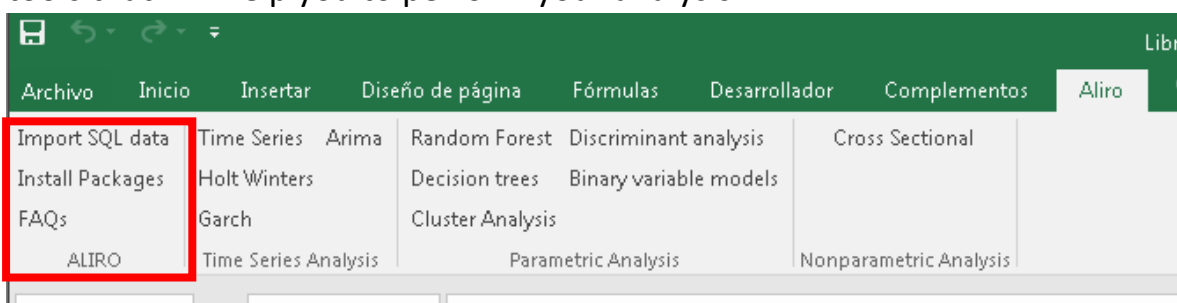 Libr
Archivo Inicio Insertar Diseño de página Fórmulas Desarrollador Complementos Aliro
Import SQL data Time Series Arima Random Forest Discriminant analysis Cross Sectional
Install Packages Holt Winters Decision trees Binary variable models
FAQs Garch Cluster Analysis
ALIRO Time Series Analysis Parametric Analysis Nonparametric Analysis